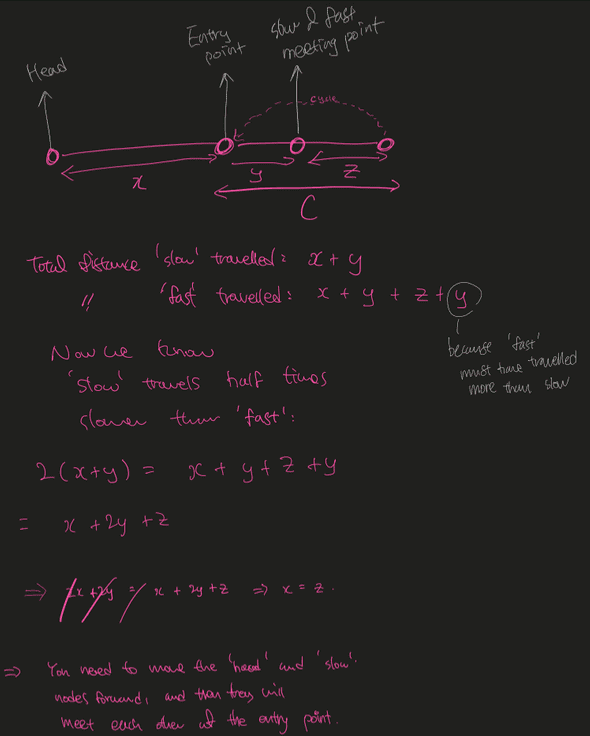 Head
Entry point
slow & fast meeting point
cycle
x
y
z
C
Total distance 'slow' travelled: x + y
" 'fast' travelled: x + y + z + y
because 'fast'
must have travelled
more than slow
Now we know
'slow' travels half times
slower than 'fast':
2(x+y) = x + y + z + y
= x + 2y + z
⇒ 2x + 2y = x + 2y + z ⇒ x = z.
⇒ You need to move the 'head' and 'slow'
nodes forward, and then they will
meet each other at the entry point.